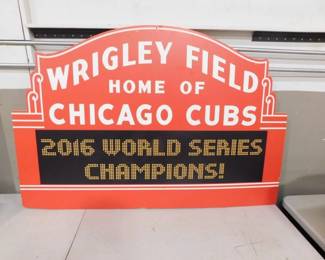 WRIGLEY FIELD
HOME OF
CHICAGO CUBS
2016 WORLD SERIES
CHAMPIONS!